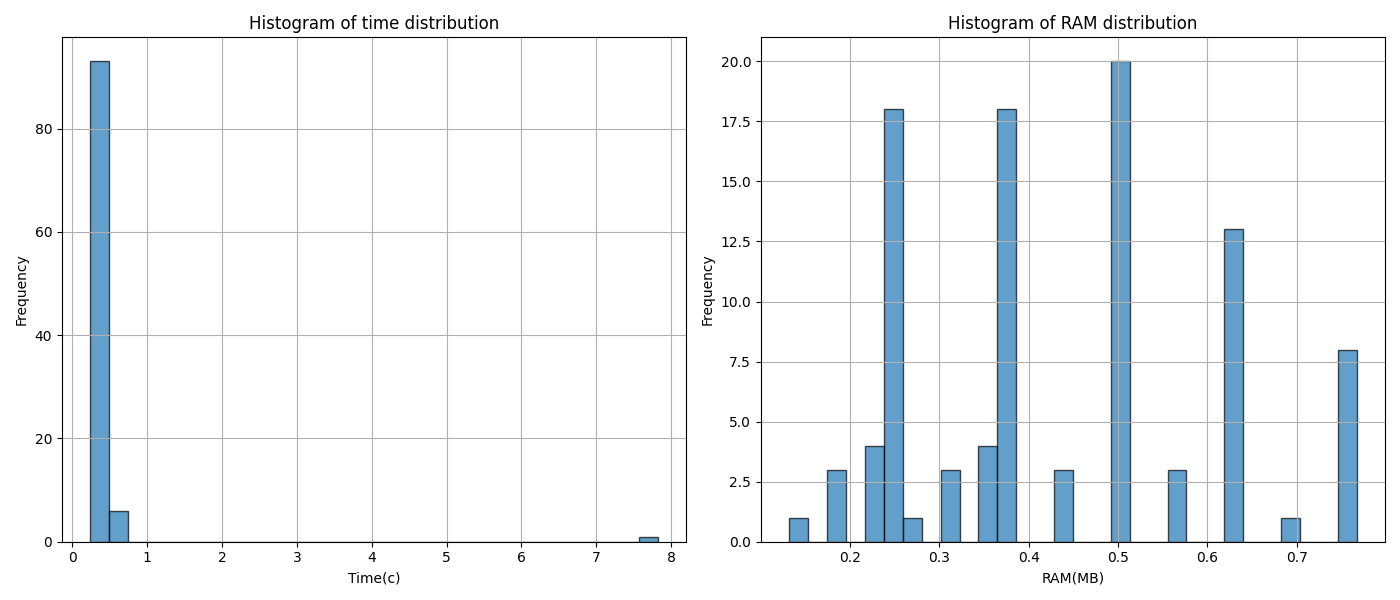 Histogram of time distribution
Frequency
80
60
40
20
0
0 1 2 3 4 5 6 7 8
Time(c)
Histogram of RAM distribution
Frequency
20.0
17.5
15.0
12.5
10.0
7.5
5.0
2.5
0.0
0.2 0.3 0.4 0.5 0.6 0.7
RAM(MB)